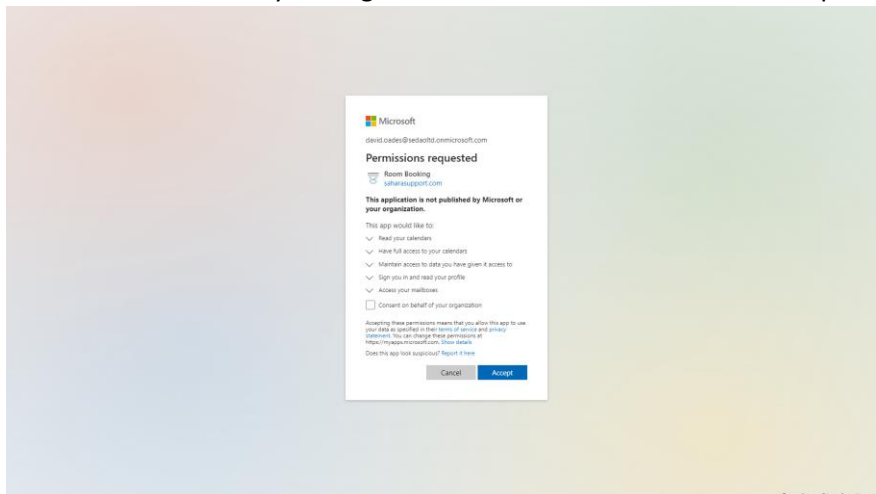 Microsoft
david.oades@sedaoltd.onmicrosoft.com
Permissions requested
Room Booking
saharasupport.com
This application is not published by Microsoft or
your organization.
This app would like to:
Read your calendars
Have full access to your calendars
Maintain access to data you have given it access to
Sign you in and read your profile
Access your mailboxes
Consent on behalf of your organization
Accepting these permissions means that you allow this app to use
your data as specified in their terms of service and privacy
statement. You can change these permissions at
https://myapps.microsoft.com. Show details
Does this app look suspicious? Report it here
Cancel Accept